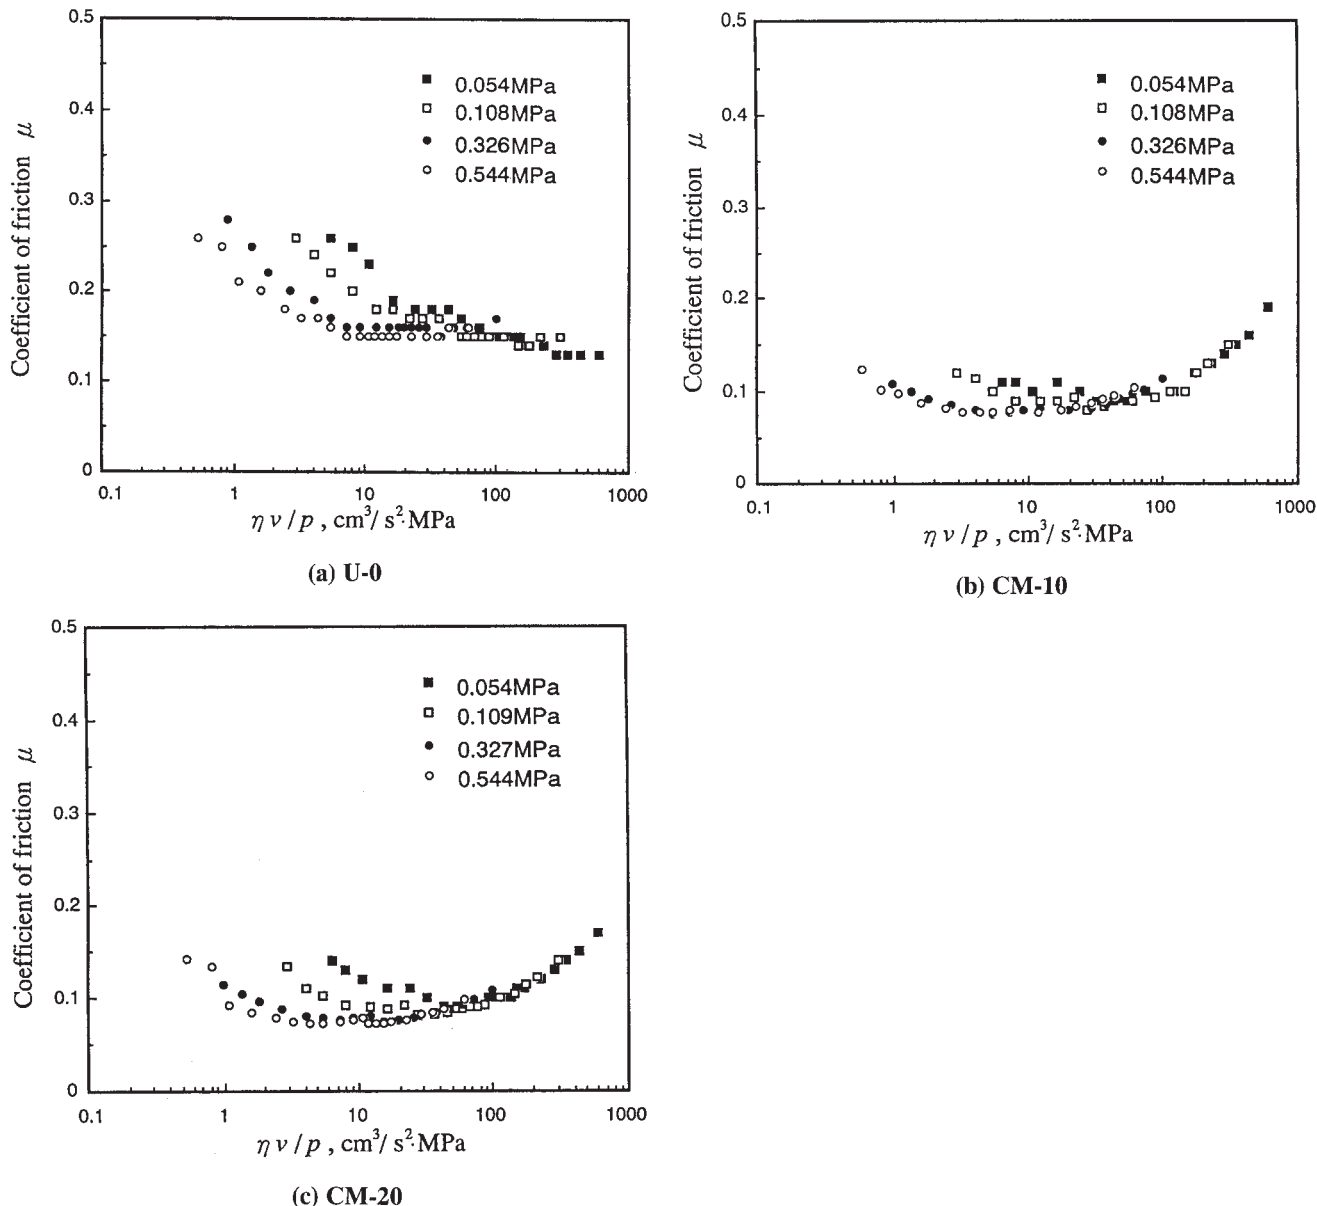 0.5
0.4
0.3
0.2
0.1
0
Coefficient of friction μ
0.054MPa
0.108MPa
0.326MPa
0.544MPa
0.1 1 10 100 1000
η v / p , cm³/ s²·MPa
(a) U-0
0.5
0.4
0.3
0.2
0.1
0
Coefficient of friction μ
0.054MPa
0.108MPa
0.326MPa
0.544MPa
0.1 1 10 100 1000
η v / p , cm³/ s²·MPa
(b) CM-10
0.5
0.4
0.3
0.2
0.1
0
Coefficient of friction μ
0.054MPa
0.109MPa
0.327MPa
0.544MPa
0.1 1 10 100 1000
η v / p , cm³/ s²·MPa
(c) CM-20